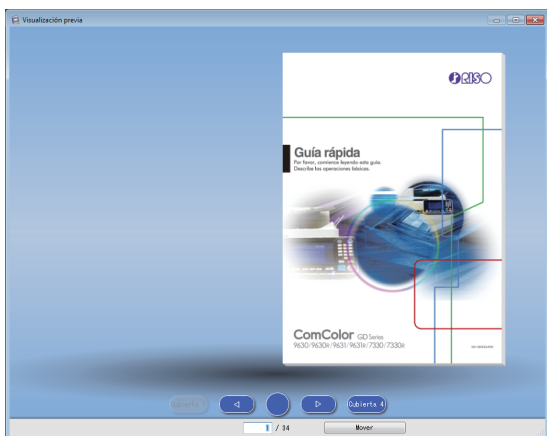 Visualización previa
RISO
Guía rápida
Por favor, comience leyendo esta guía.
Describe las operaciones básicas.
ComColor GD Series
9630/9630R/9631/9631R/7330/7330R
Cubierta 4
1 / 34
Mover